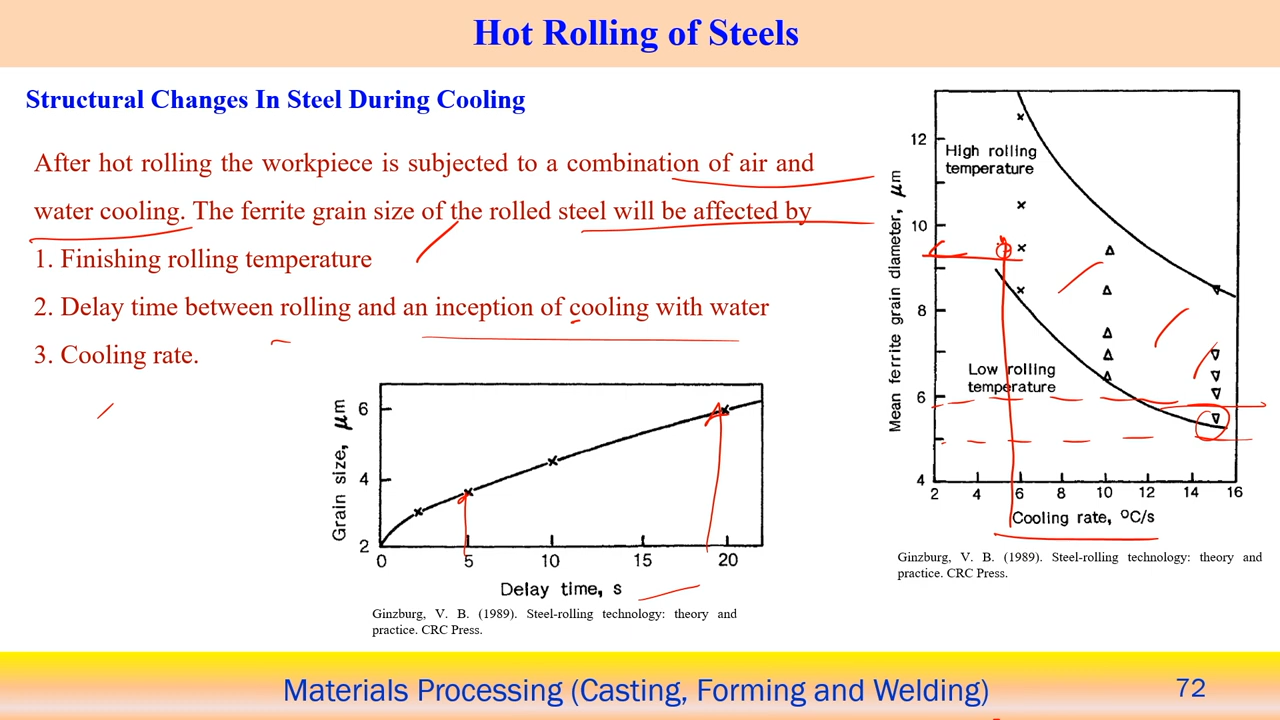 Hot Rolling of Steels
Structural Changes In Steel During Cooling
After hot rolling the workpiece is subjected to a combination of air and
water cooling. The ferrite grain size of the rolled steel will be affected by
1. Finishing rolling temperature
2. Delay time between rolling and an inception of cooling with water
3. Cooling rate.
Grain size, μm
6
4
2
0 5 10 15 20
Delay time, s
Ginzburg, V. B. (1989). Steel-rolling technology: theory and
practice. CRC Press.
Mean ferrite grain diameter, μm
12
10
8
6
4
High rolling
temperature
Low rolling
temperature
2 4 6 8 10 12 14 16
Cooling rate, °C/s
Ginzburg, V. B. (1989). Steel-rolling technology: theory and
practice. CRC Press.
Materials Processing (Casting, Forming and Welding)
72